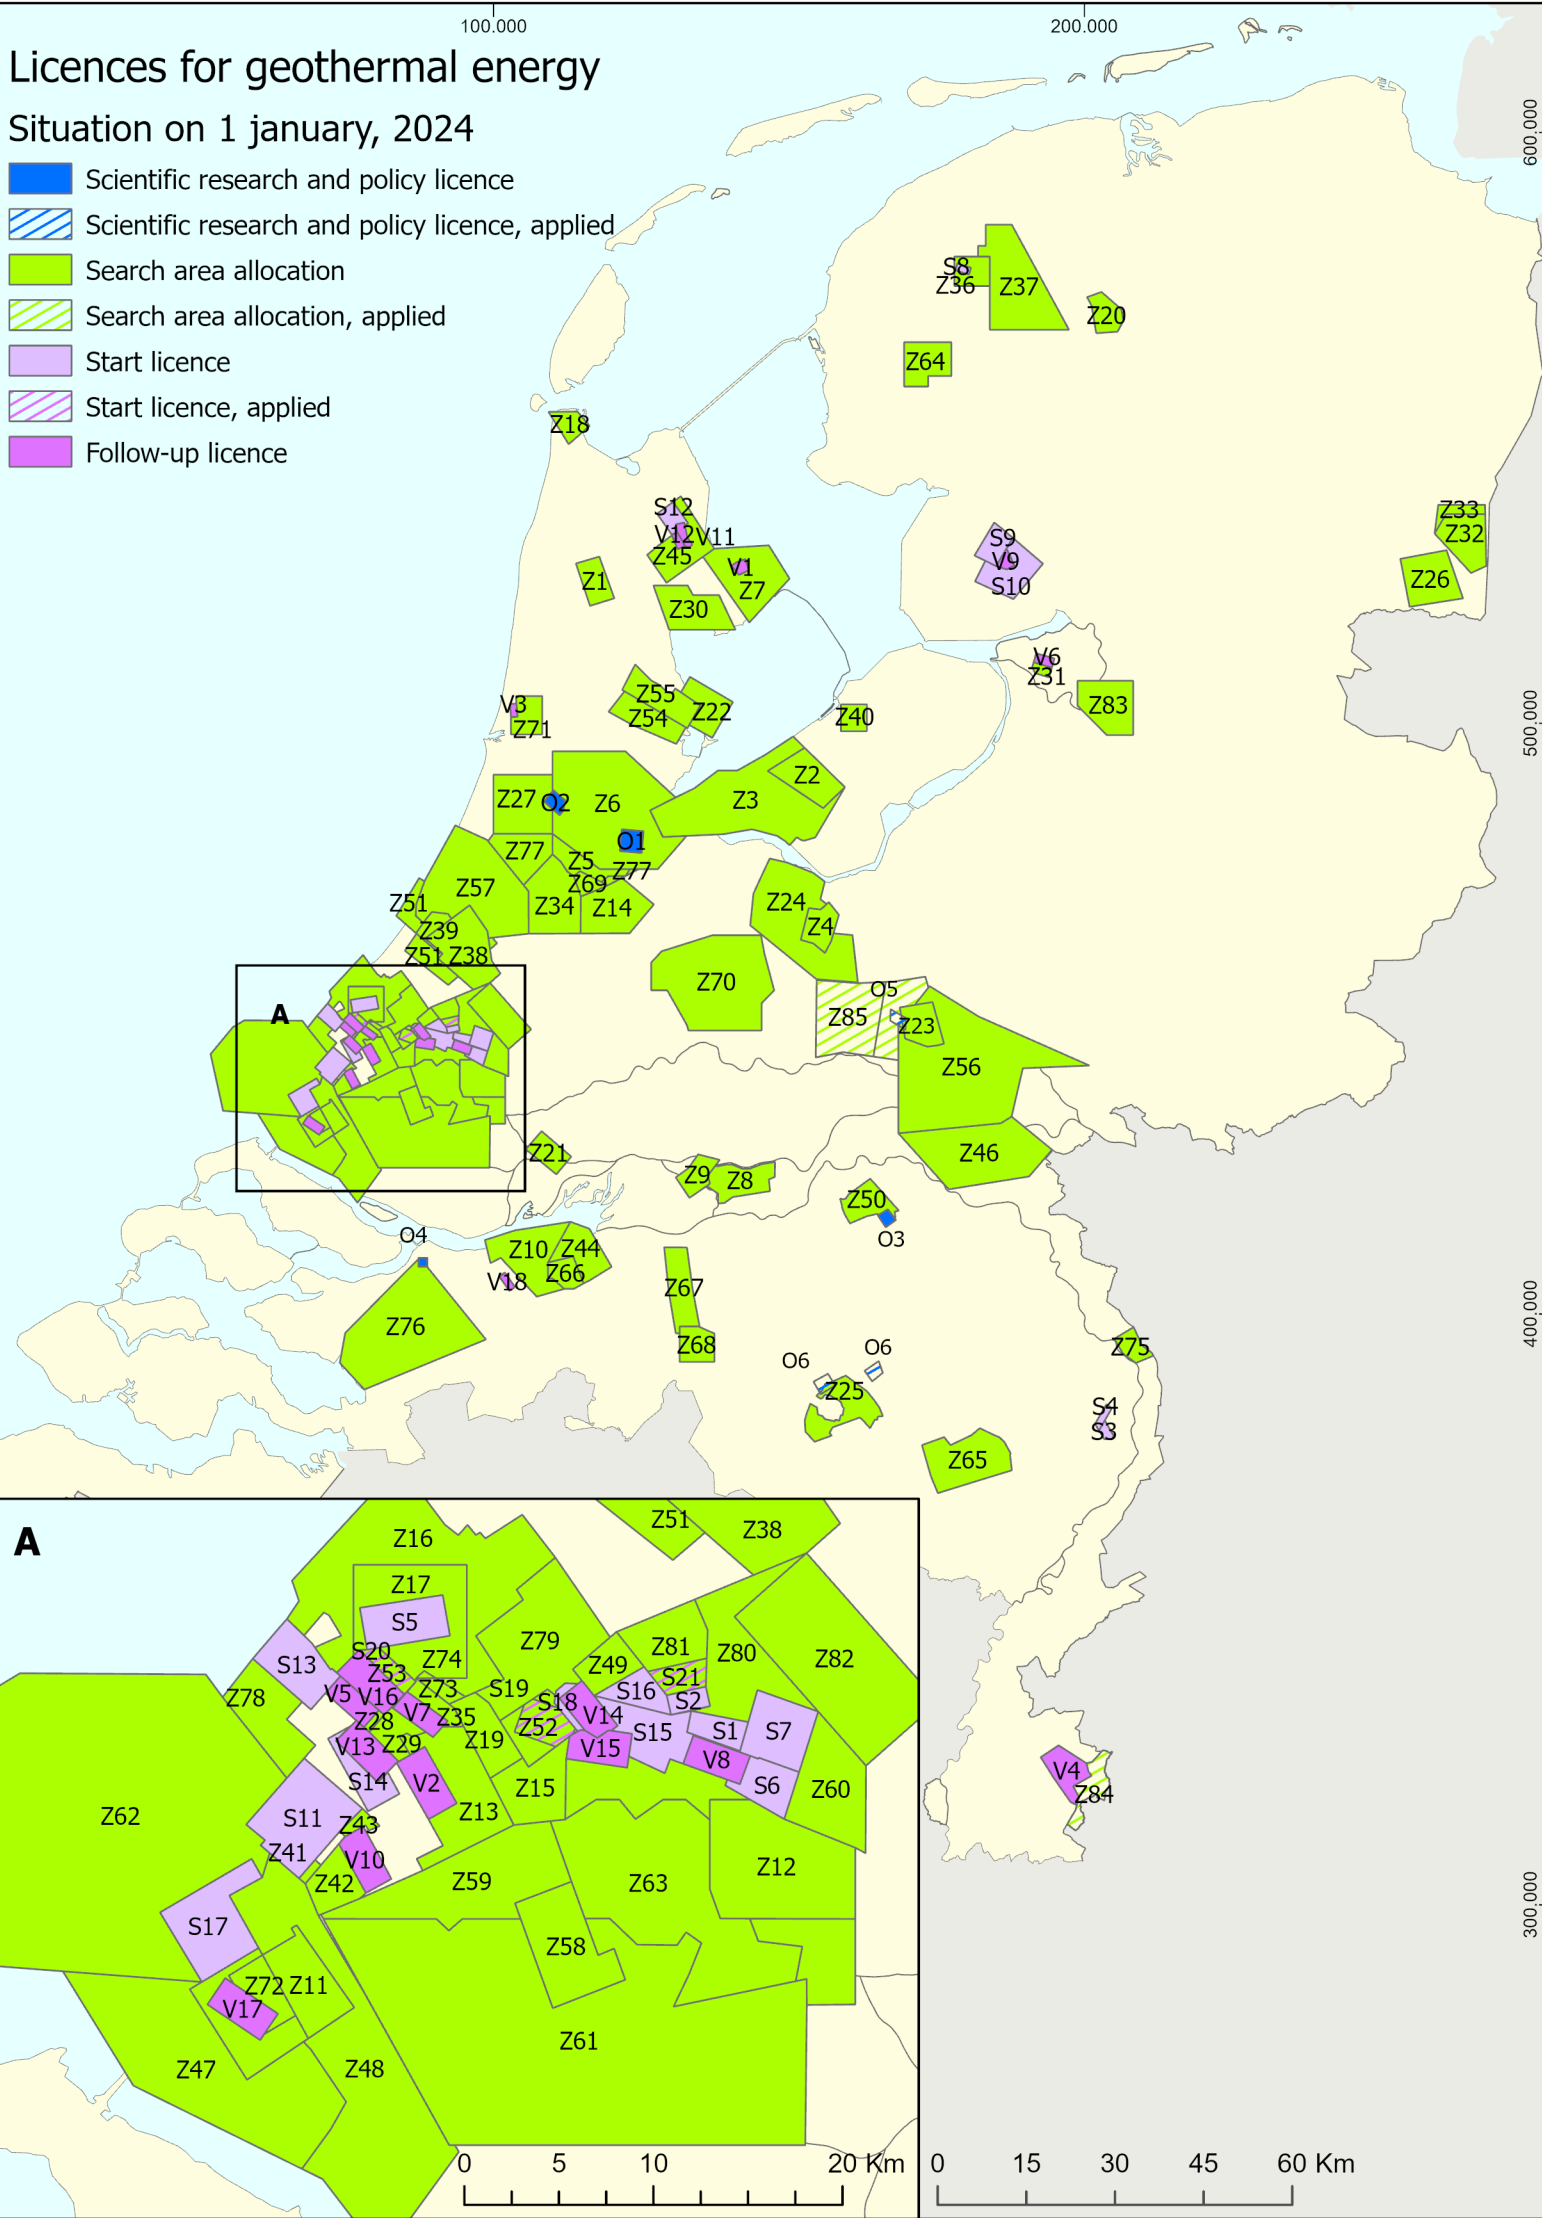 100.000
200.000
Licences for geothermal energy
Situation on 1 january, 2024
Scientific research and policy licence
Scientific research and policy licence, applied
Search area allocation
Search area allocation, applied
Start licence
Start licence, applied
Follow-up licence
600,000
500,000
400,000
300,000
S8
Z36
Z37
Z20
Z64
Z18
S12
V12
V11
Z45
V1
Z7
Z1
Z30
S9
V9
S10
Z33
Z32
Z26
V6
Z31
Z83
Z55
Z54
Z22
V3
Z71
Z40
Z27
O2
Z6
Z3
Z2
O1
Z77
Z5
Z77
Z69
Z57
Z51
Z34
Z14
Z39
Z51
Z38
Z24
Z4
Z70
O5
Z85
Z23
Z56
A
Z21
Z46
Z9
Z8
Z50
O3
O4
Z10
Z44
Z66
V18
Z67
Z68
Z76
O6
O6
Z25
Z75
S4
S3
Z65
V4
Z84
A
Z51
Z38
Z16
Z17
S5
Z79
Z81
Z80
Z82
S20
Z74
Z49
S13
Z53
S21
Z78
V5
V16
Z73
S19
S18
S16
S2
V7
Z35
V14
Z28
Z52
S15
S1
S7
V13
Z29
Z19
V15
V8
S14
V2
Z15
S6
Z60
Z62
S11
Z43
Z13
Z41
V10
Z42
Z59
Z63
Z12
S17
Z58
Z72
Z11
V17
Z61
Z47
Z48
0 5 10 20 Km
0 15 30 45 60 Km